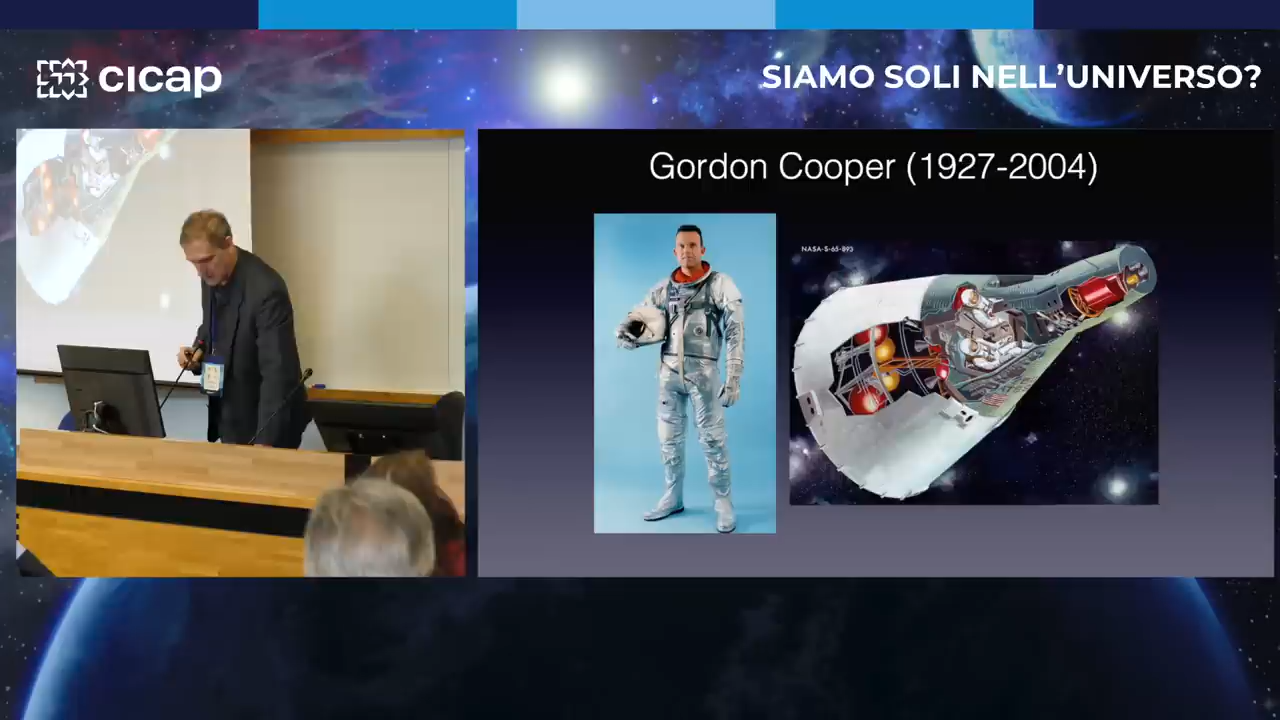 cicap
SIAMO SOLI NELL'UNIVERSO?
Gordon Cooper (1927-2004)
NASA-S-65-893